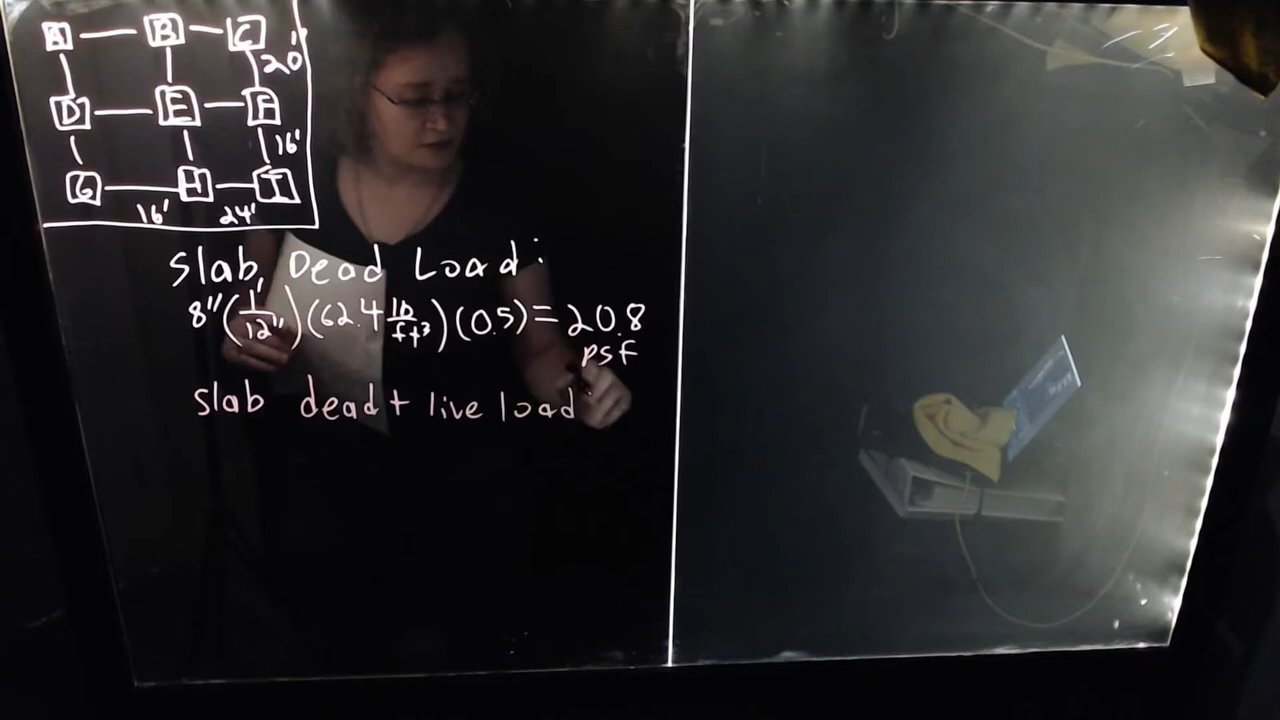 A B C
20'
D E F
16'
G H I
16' 24'
Slab, Dead Load:
8" (1'/12") (62.4 lb/ft³) (0.5) = 20.8
psf
slab dead + live load